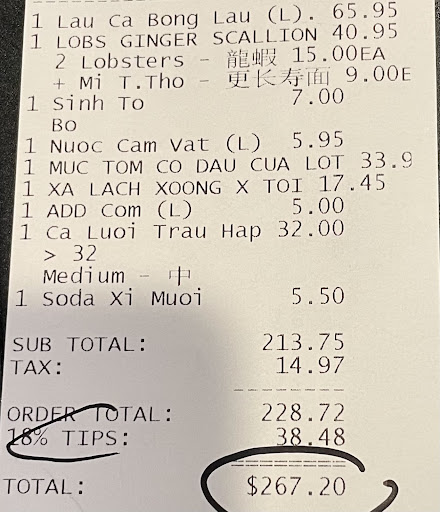 1 Lau Ca Bong Lau (L). 65.95
1 LOBS GINGER SCALLION 40.95
2 Lobsters - 龍蝦 15.00EA
+ Mi T.Tho - 更长寿面 9.00E
1 Sinh To 7.00
Bo
1 Nuoc Cam Vat (L) 5.95
1 MUC TOM CO DAU CUA LOT 33.9
1 XA LACH XOONG X TOI 17.45
1 ADD Com (L) 5.00
1 Ca Luoi Trau Hap 32.00
> 32
Medium - 中
1 Soda Xi Muoi 5.50
SUB TOTAL: 213.75
TAX: 14.97
ORDER TOTAL: 228.72
18% TIPS: 38.48
TOTAL: $267.20